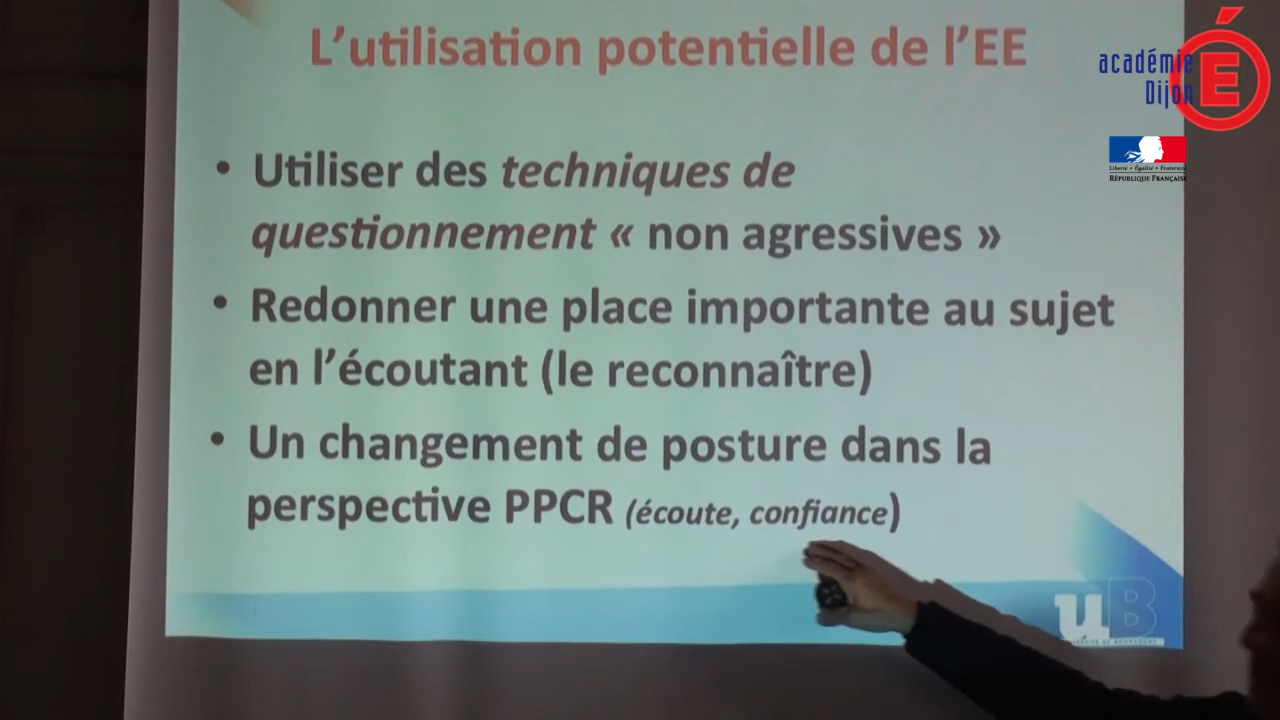 L'utilisation potentielle de l'EE
académie
Dijon
É
Liberté • Égalité • Fraternité
RÉPUBLIQUE FRANÇAISE
• Utiliser des techniques de
questionnement « non agressives »
• Redonner une place importante au sujet
en l'écoutant (le reconnaître)
• Un changement de posture dans la
perspective PPCR (écoute, confiance)
uB